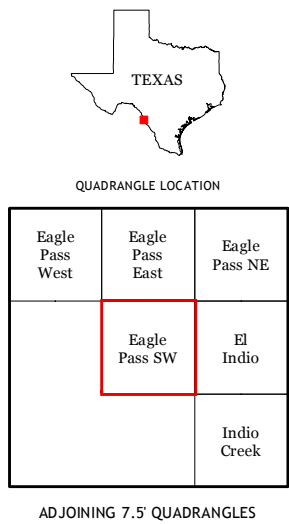 TEXAS
QUADRANGLE LOCATION
Eagle
Pass
West
Eagle
Pass
East
Eagle
Pass NE
Eagle
Pass SW
El
Indio
Indio
Creek
ADJOINING 7.5' QUADRANGLES